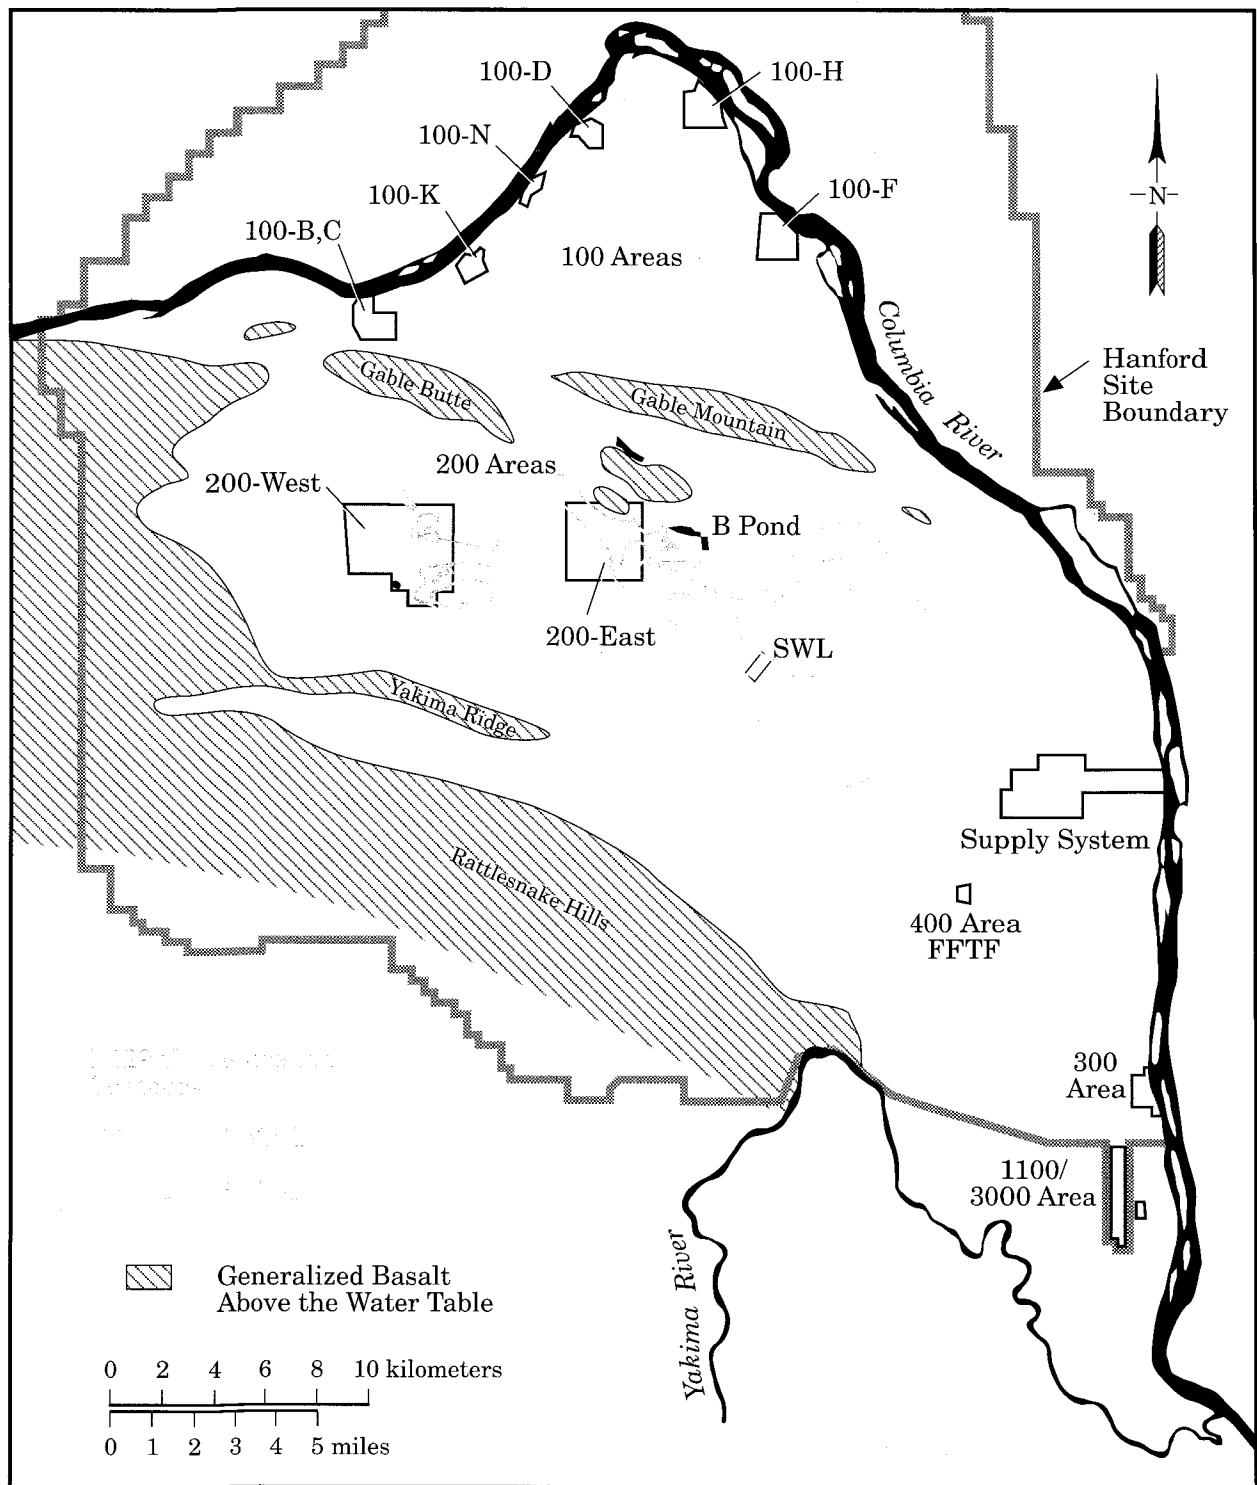 100-D
100-H
100-N
100-K
100-F
100-B,C
100 Areas
N
Columbia River
Hanford
Site
Boundary
Gable Butte
Gable Mountain
200 Areas
200-West
B Pond
200-East
SWL
Yakima Ridge
Supply System
Rattlesnake Hills
400 Area
FFTF
300
Area
1100/
3000 Area
Yakima River
Generalized Basalt
Above the Water Table
0 2 4 6 8 10 kilometers
0 1 2 3 4 5 miles